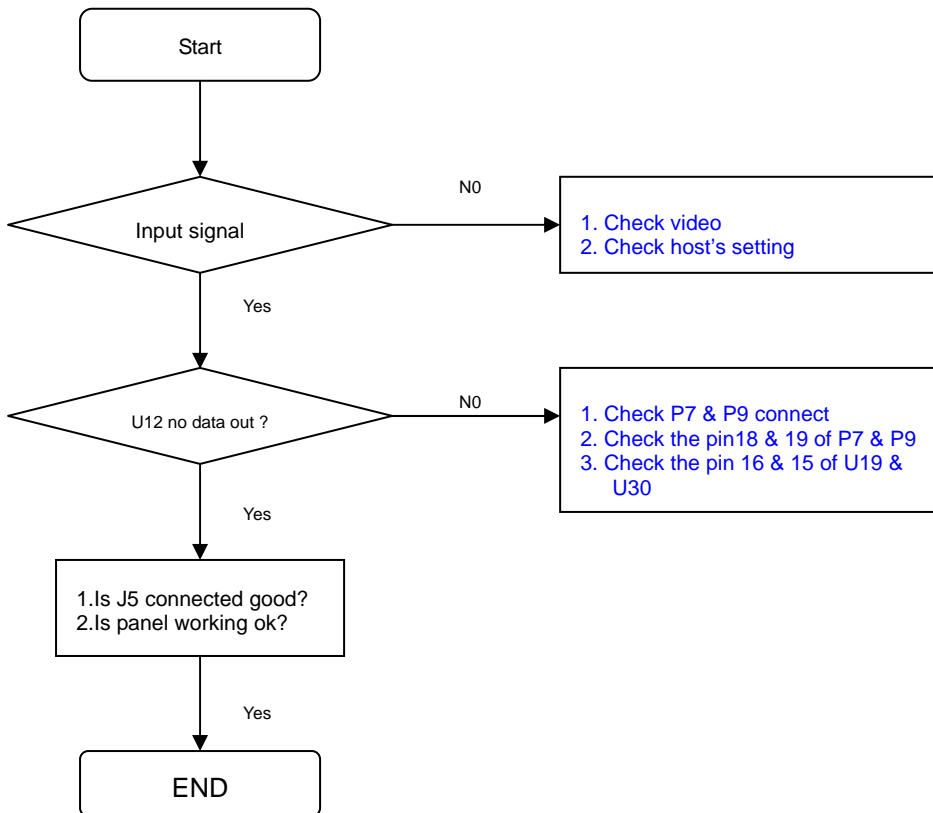 Start
Input signal
N0
1. Check video
2. Check host's setting
Yes
U12 no data out ?
N0
1. Check P7 & P9 connect
2. Check the pin18 & 19 of P7 & P9
3. Check the pin 16 & 15 of U19 &
U30
Yes
1.Is J5 connected good?
2.Is panel working ok?
Yes
END